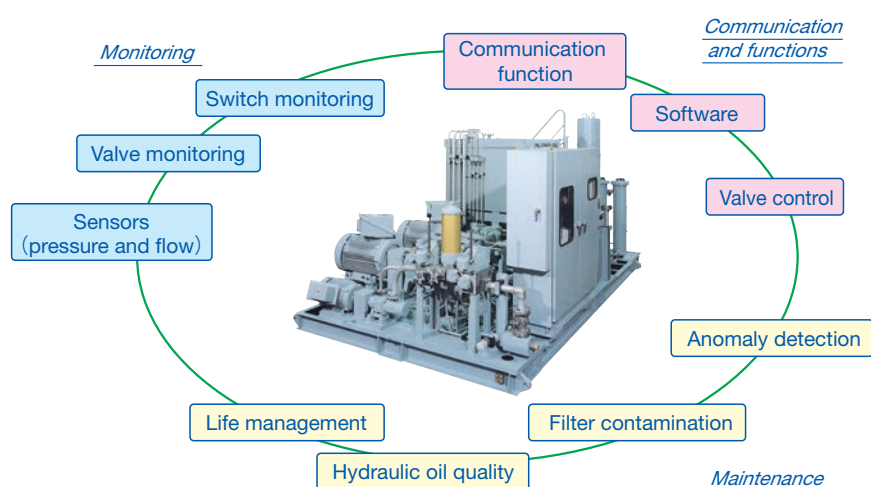 Monitoring
Communication
and functions
Communication
function
Switch monitoring
Software
Valve monitoring
Valve control
Sensors
（pressure and flow）
Anomaly detection
Life management
Filter contamination
Hydraulic oil quality
Maintenance